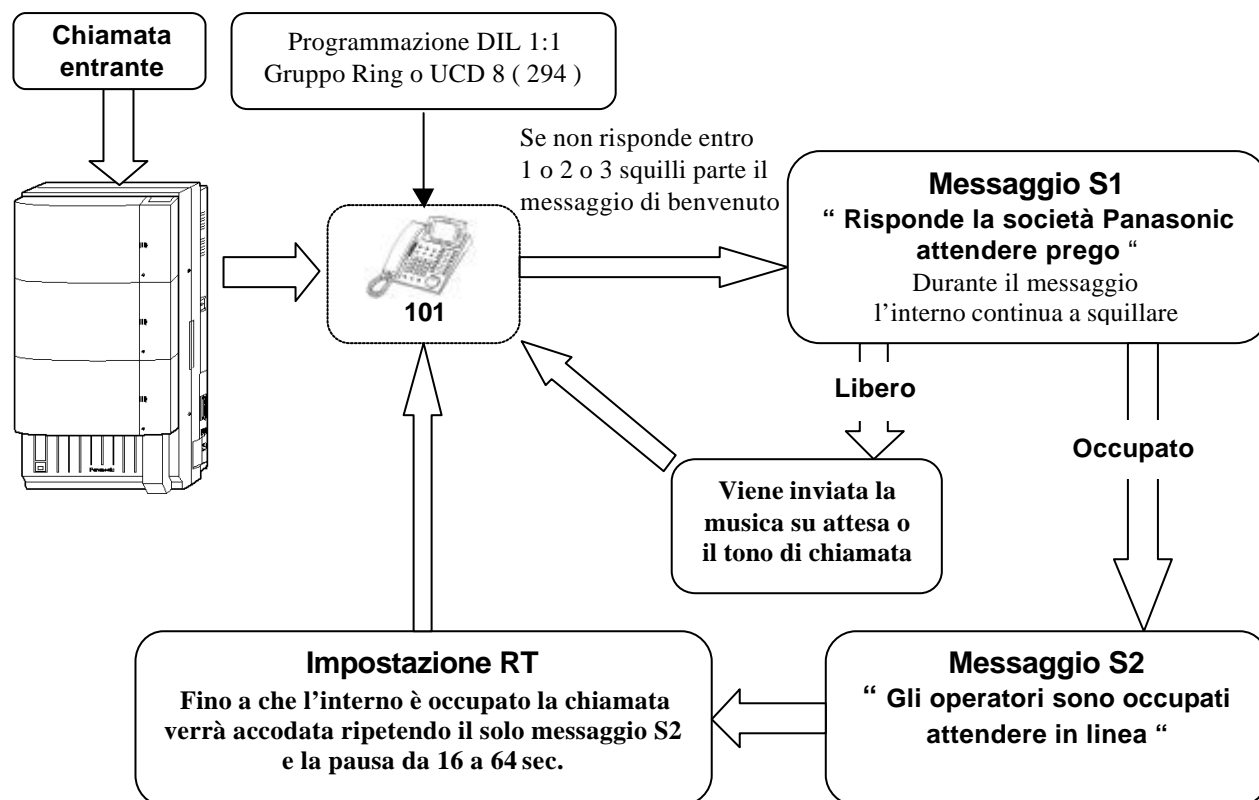 Chiamata
entrante
Programmazione DIL 1:1
Gruppo Ring o UCD 8 ( 294 )
Se non risponde entro
1 o 2 o 3 squilli parte il
messaggio di benvenuto
Messaggio S1
“ Risponde la società Panasonic
attendere prego “
Durante il messaggio
l’interno continua a squillare
101
Libero
Occupato
Viene inviata la
musica su attesa o
il tono di chiamata
Impostazione RT
Fino a che l’interno è occupato la chiamata
verrà accodata ripetendo il solo messaggio S2
e la pausa da 16 a 64 sec.
Messaggio S2
“ Gli operatori sono occupati
attendere in linea “
Panasonic